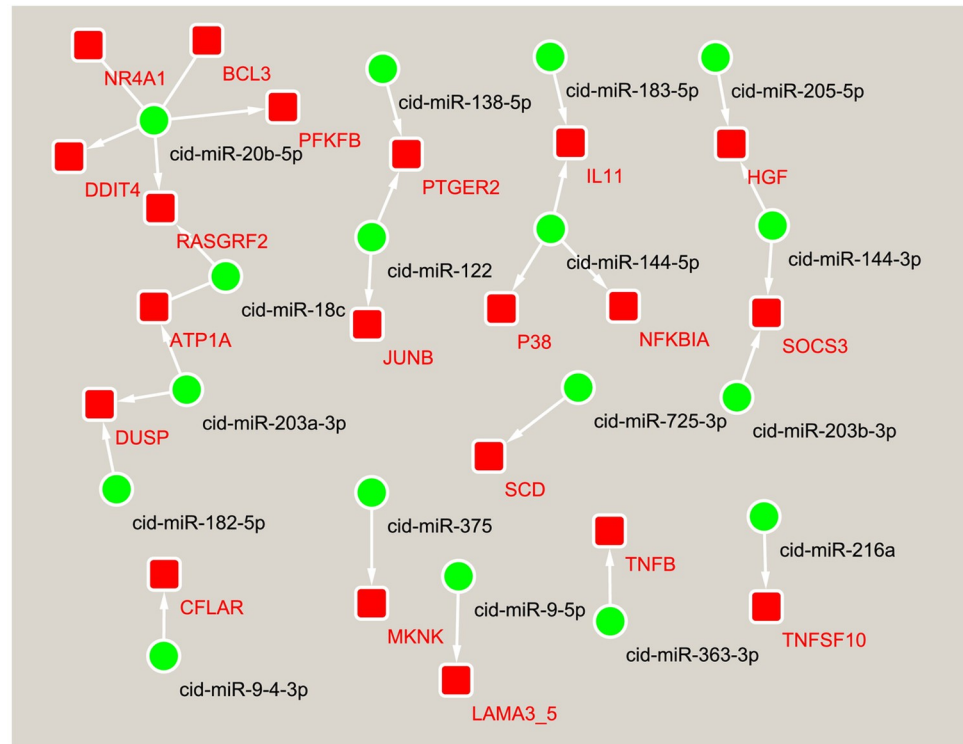 NR4A1
BCL3
PFKFB
cid-miR-20b-5p
DDIT4
RASGRF2
cid-miR-18c
ATP1A
cid-miR-203a-3p
DUSP
cid-miR-182-5p
CFLAR
cid-miR-9-4-3p
cid-miR-138-5p
PTGER2
cid-miR-122
JUNB
cid-miR-183-5p
IL11
cid-miR-144-5p
P38
NFKBIA
cid-miR-205-5p
HGF
cid-miR-144-3p
SOCS3
cid-miR-203b-3p
cid-miR-725-3p
SCD
cid-miR-375
MKNK
cid-miR-9-5p
LAMA3_5
TNFB
cid-miR-363-3p
cid-miR-216a
TNFSF10